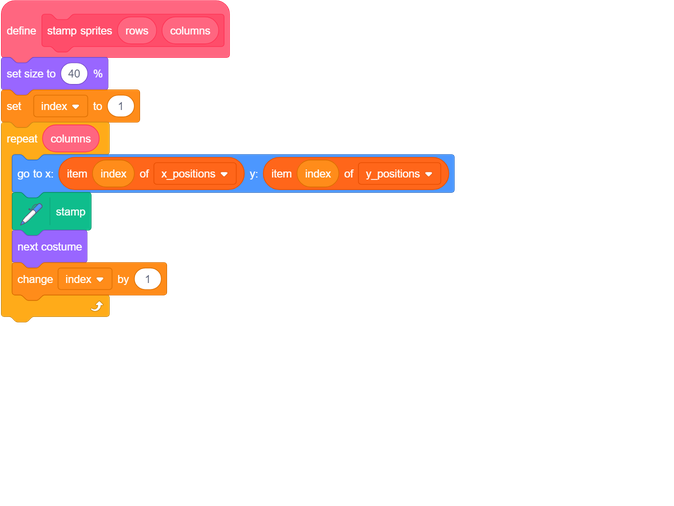 define stamp sprites rows columns
set size to 40 %
set index to 1
repeat columns
go to x: item index of x_positions y: item index of y_positions
stamp
next costume
change index by 1